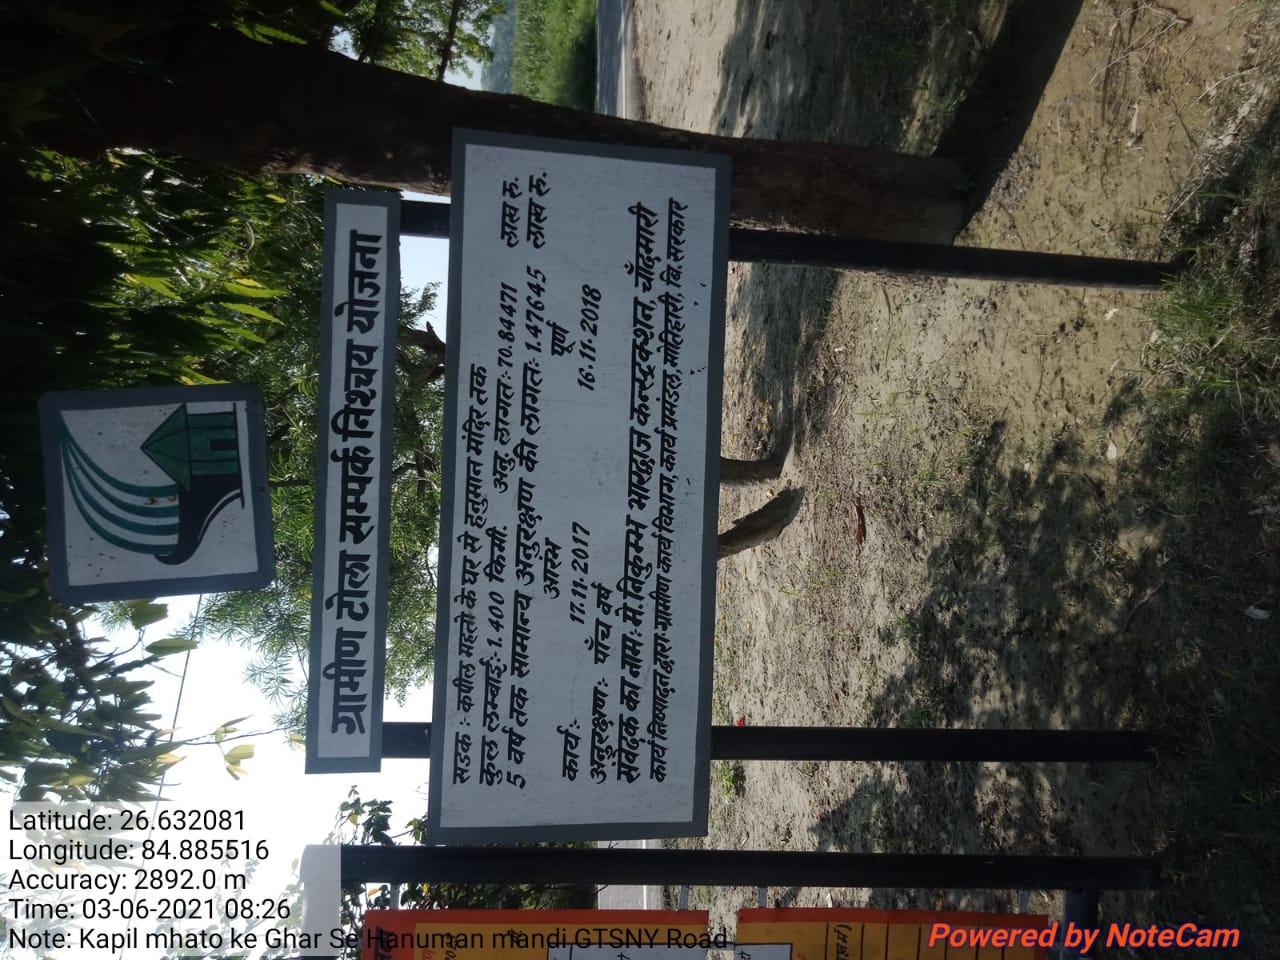 ग्रामीण टोला सम्पर्क निश्चय योजना
सड़क :- कपील महतो के घर से हनुमान मंदिर तक
कुल लम्बाई:-1.400 किमी. अनु. लागत:-70.84471 लाख रु.
5 वर्ष तक सामान्य अनुरक्षण की लागतः- 1.47645 लाख रु.
आरंभ पूर्ण
कार्य:- 17.11.2017 16.11.2018
अनुरक्षण:- पाँच वर्ष
संवेदक का नाम:- मे. निकुम्भ भारद्वाज कन्स्ट्रक्शन, चाँदमारी
कार्य निष्पादन द्वारा:- ग्रामीण कार्य विभाग, कार्य प्रमंडल, मोतिहारी, बि. सरकार
Latitude: 26.632081
Longitude: 84.885516
Accuracy: 2892.0 m
Time: 03-06-2021 08:26
Note: Kapil mhato ke Ghar Se Hanuman mandi GTSNY Road
Powered by NoteCam